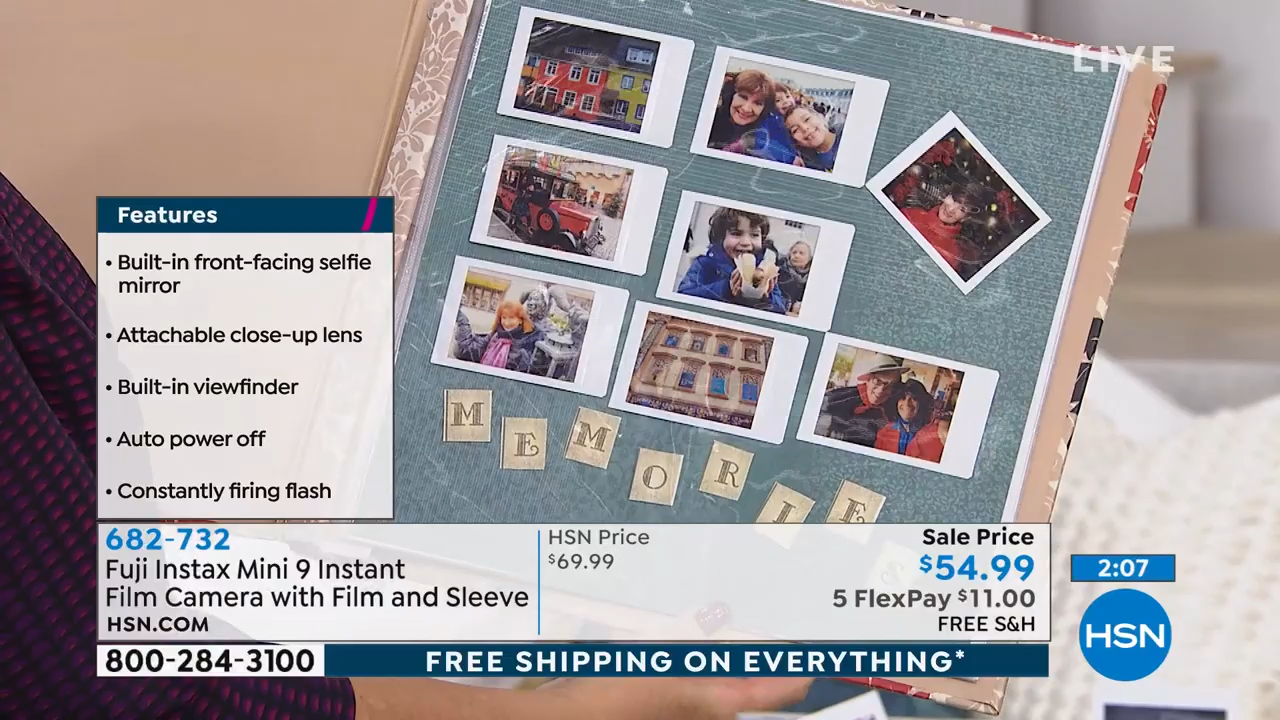 LIVE
Features
• Built-in front-facing selfie
mirror
• Attachable close-up lens
• Built-in viewfinder
• Auto power off
• Constantly firing flash
M E M O R I E S
682-732
Fuji Instax Mini 9 Instant
Film Camera with Film and Sleeve
HSN.COM
HSN Price
$69.99
Sale Price
$54.99
5 FlexPay $11.00
FREE S&H
2:07
HSN
800-284-3100
FREE SHIPPING ON EVERYTHING*